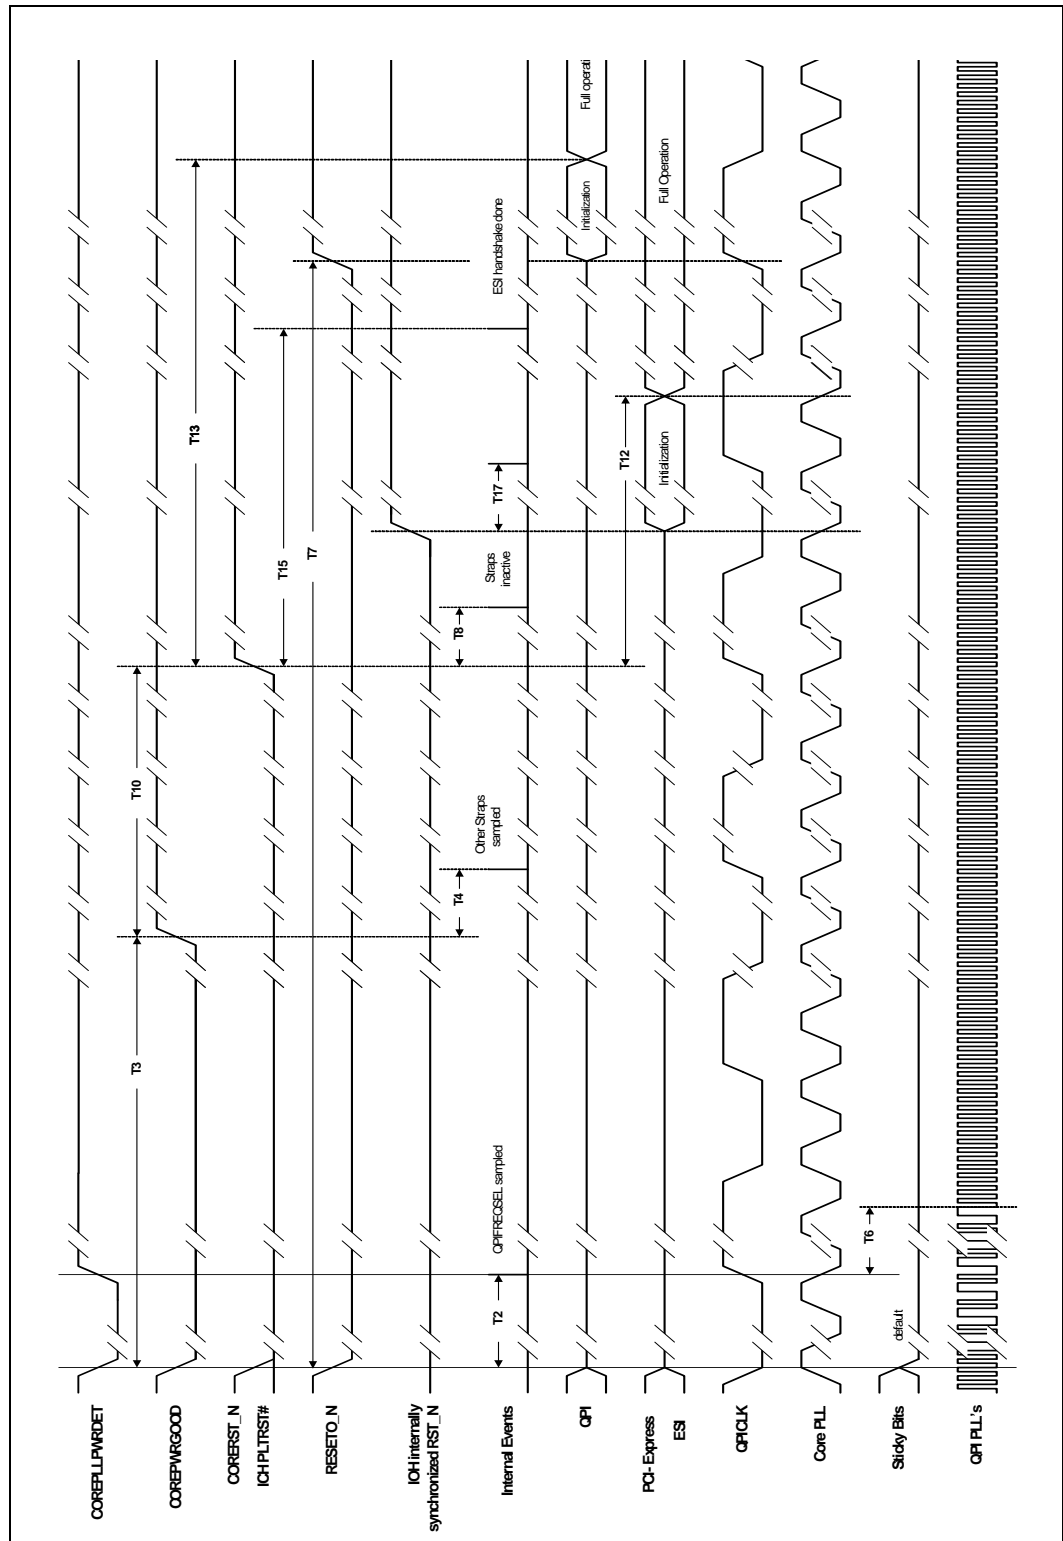 COREPLLPWRDET
COREPWRGOOD
CORERST_N
ICH PLTRST#
RESETO_N
IOH internally
synchronized RST_N
Internal Events
QPI
PCI- Express
ESI
QPICLK
Core PLL
Sticky Bits
QPI PLL's
T3
T10
T13
T15
T7
T2
QPIFREQSEL sampled
T4
Other Straps
sampled
T8
Straps
inactive
T17
ESI handshake done
Initialization
Full operati
T12
Initialization
Full Operation
T6
default